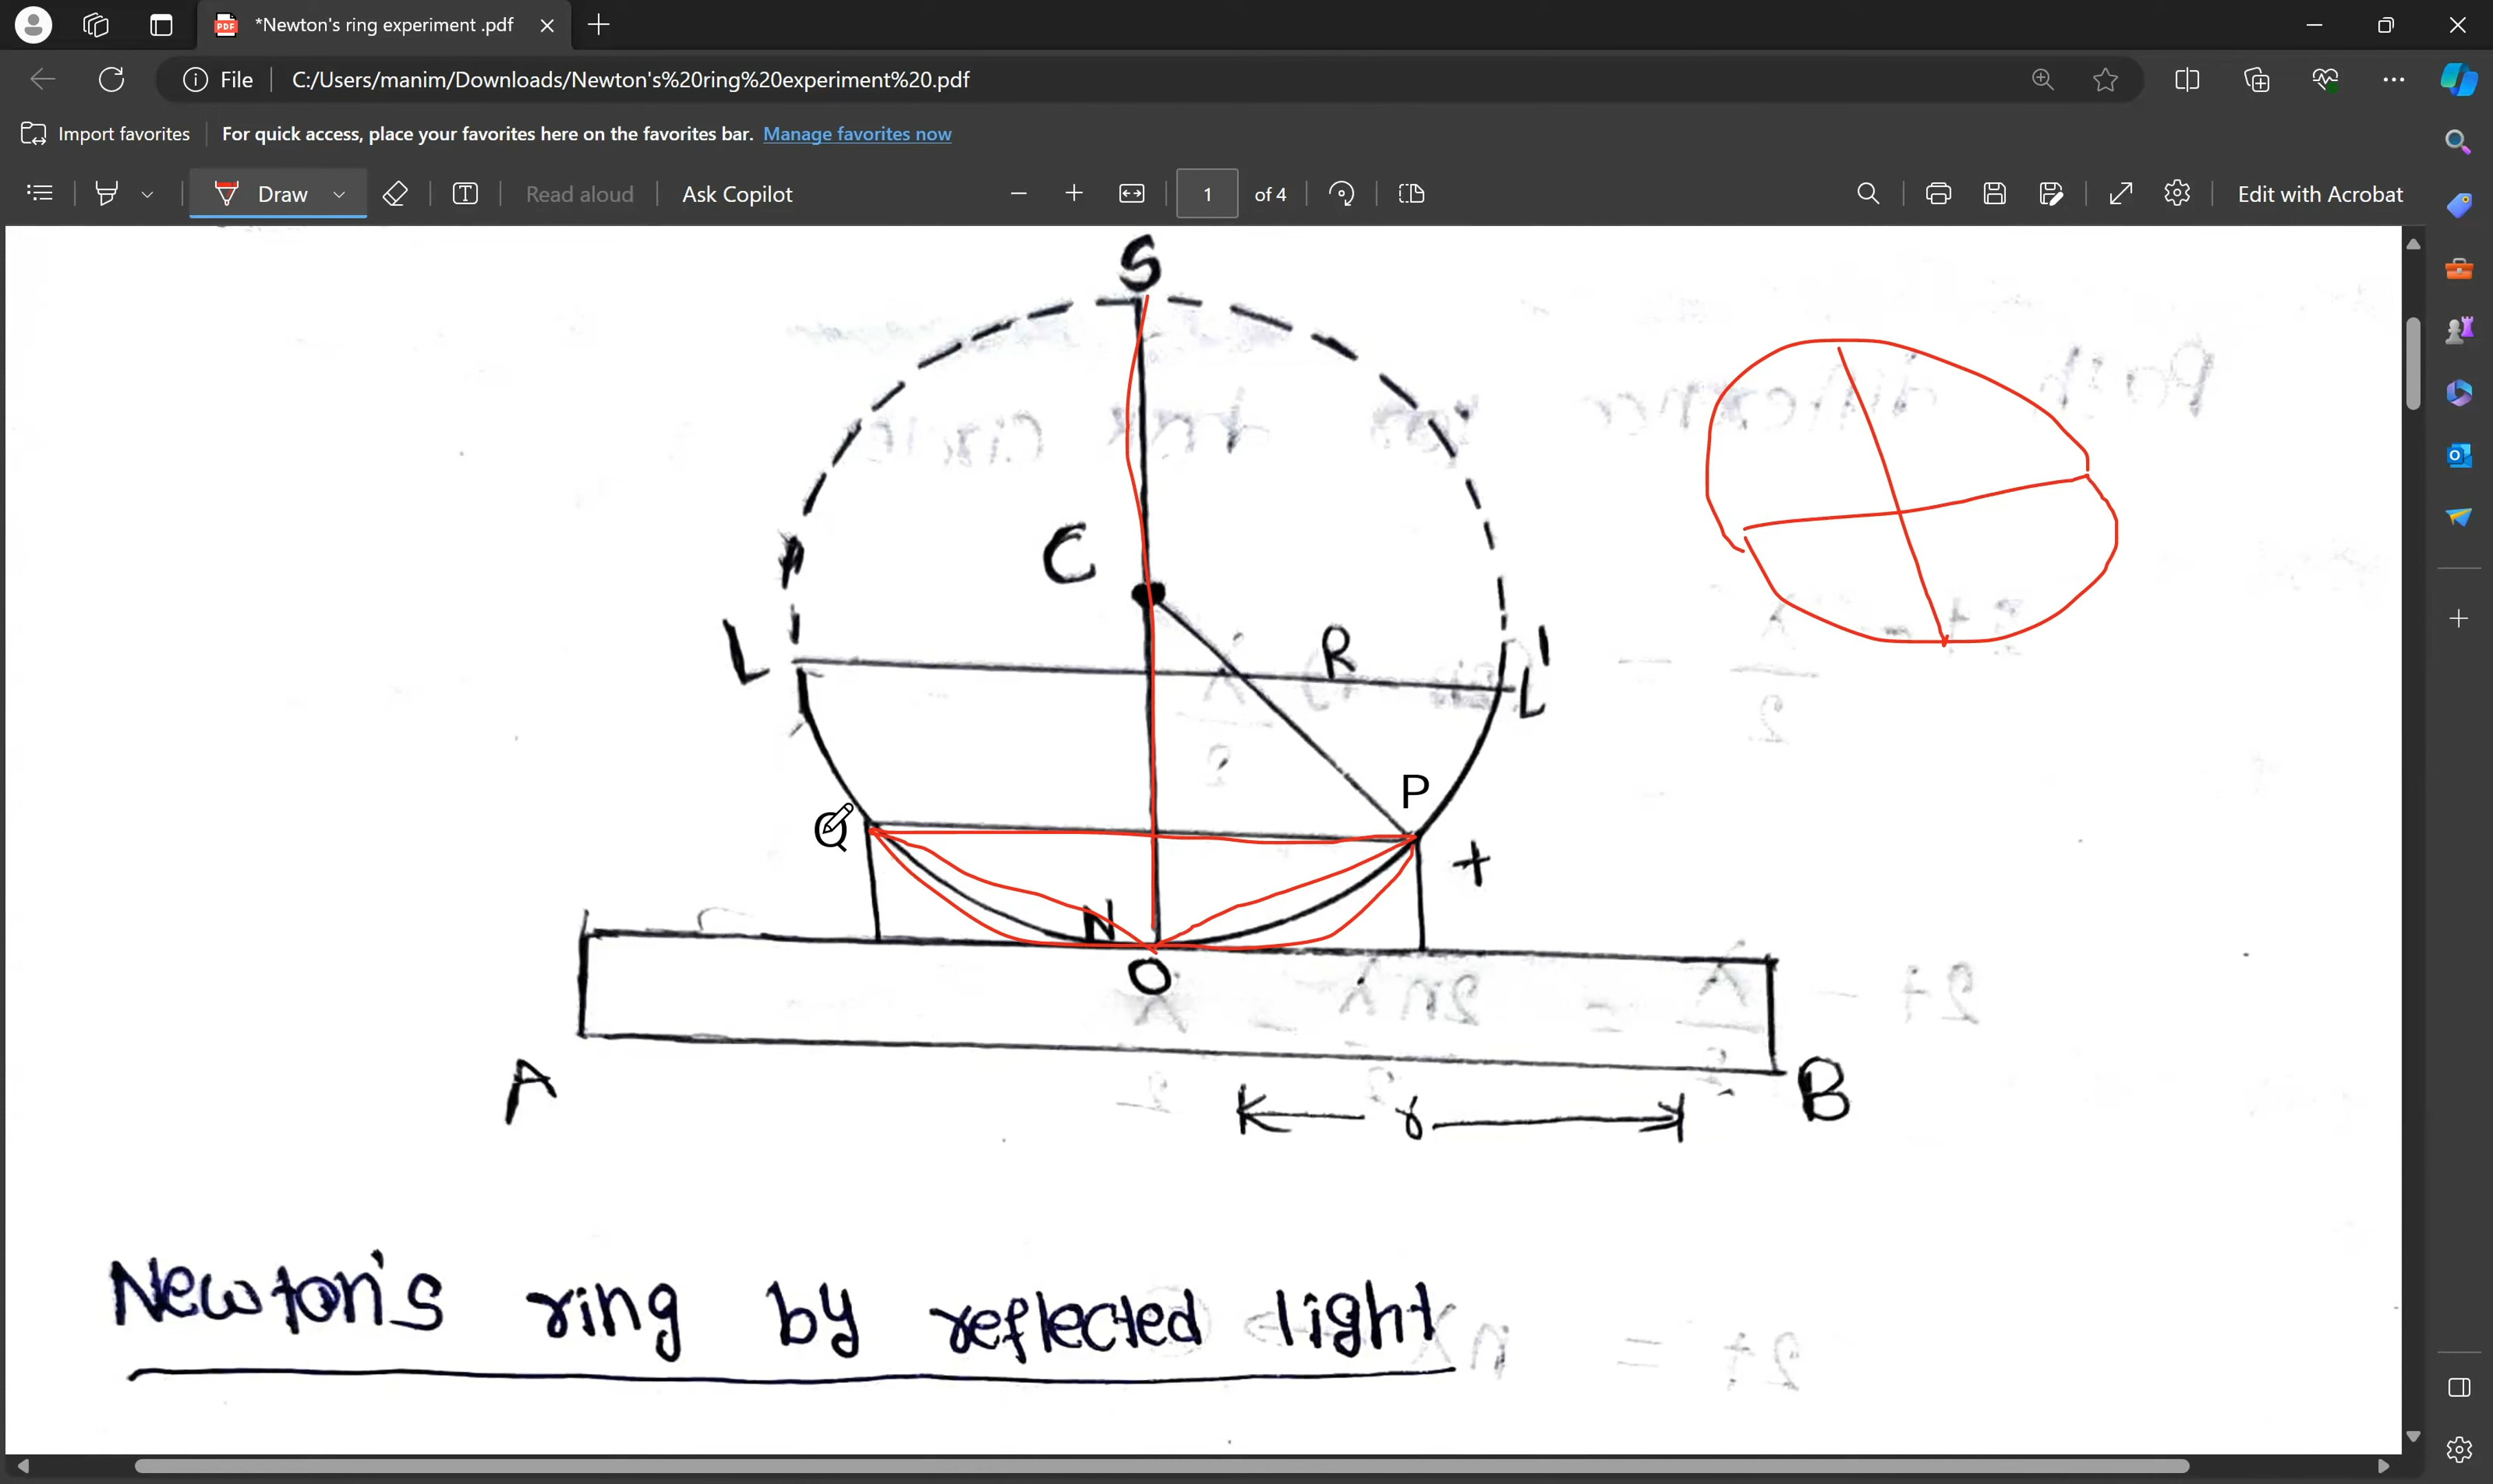 *Newton's ring experiment .pdf
File
C:/Users/manim/Downloads/Newton's%20ring%20experiment%20.pdf
Import favorites
For quick access, place your favorites here on the favorites bar. Manage favorites now
Draw
Read aloud
Ask Copilot
1 of 4
Edit with Acrobat
S
C
L
R
L'
P
Q
t
N
O
A
B
r
Newton's ring by reflected light